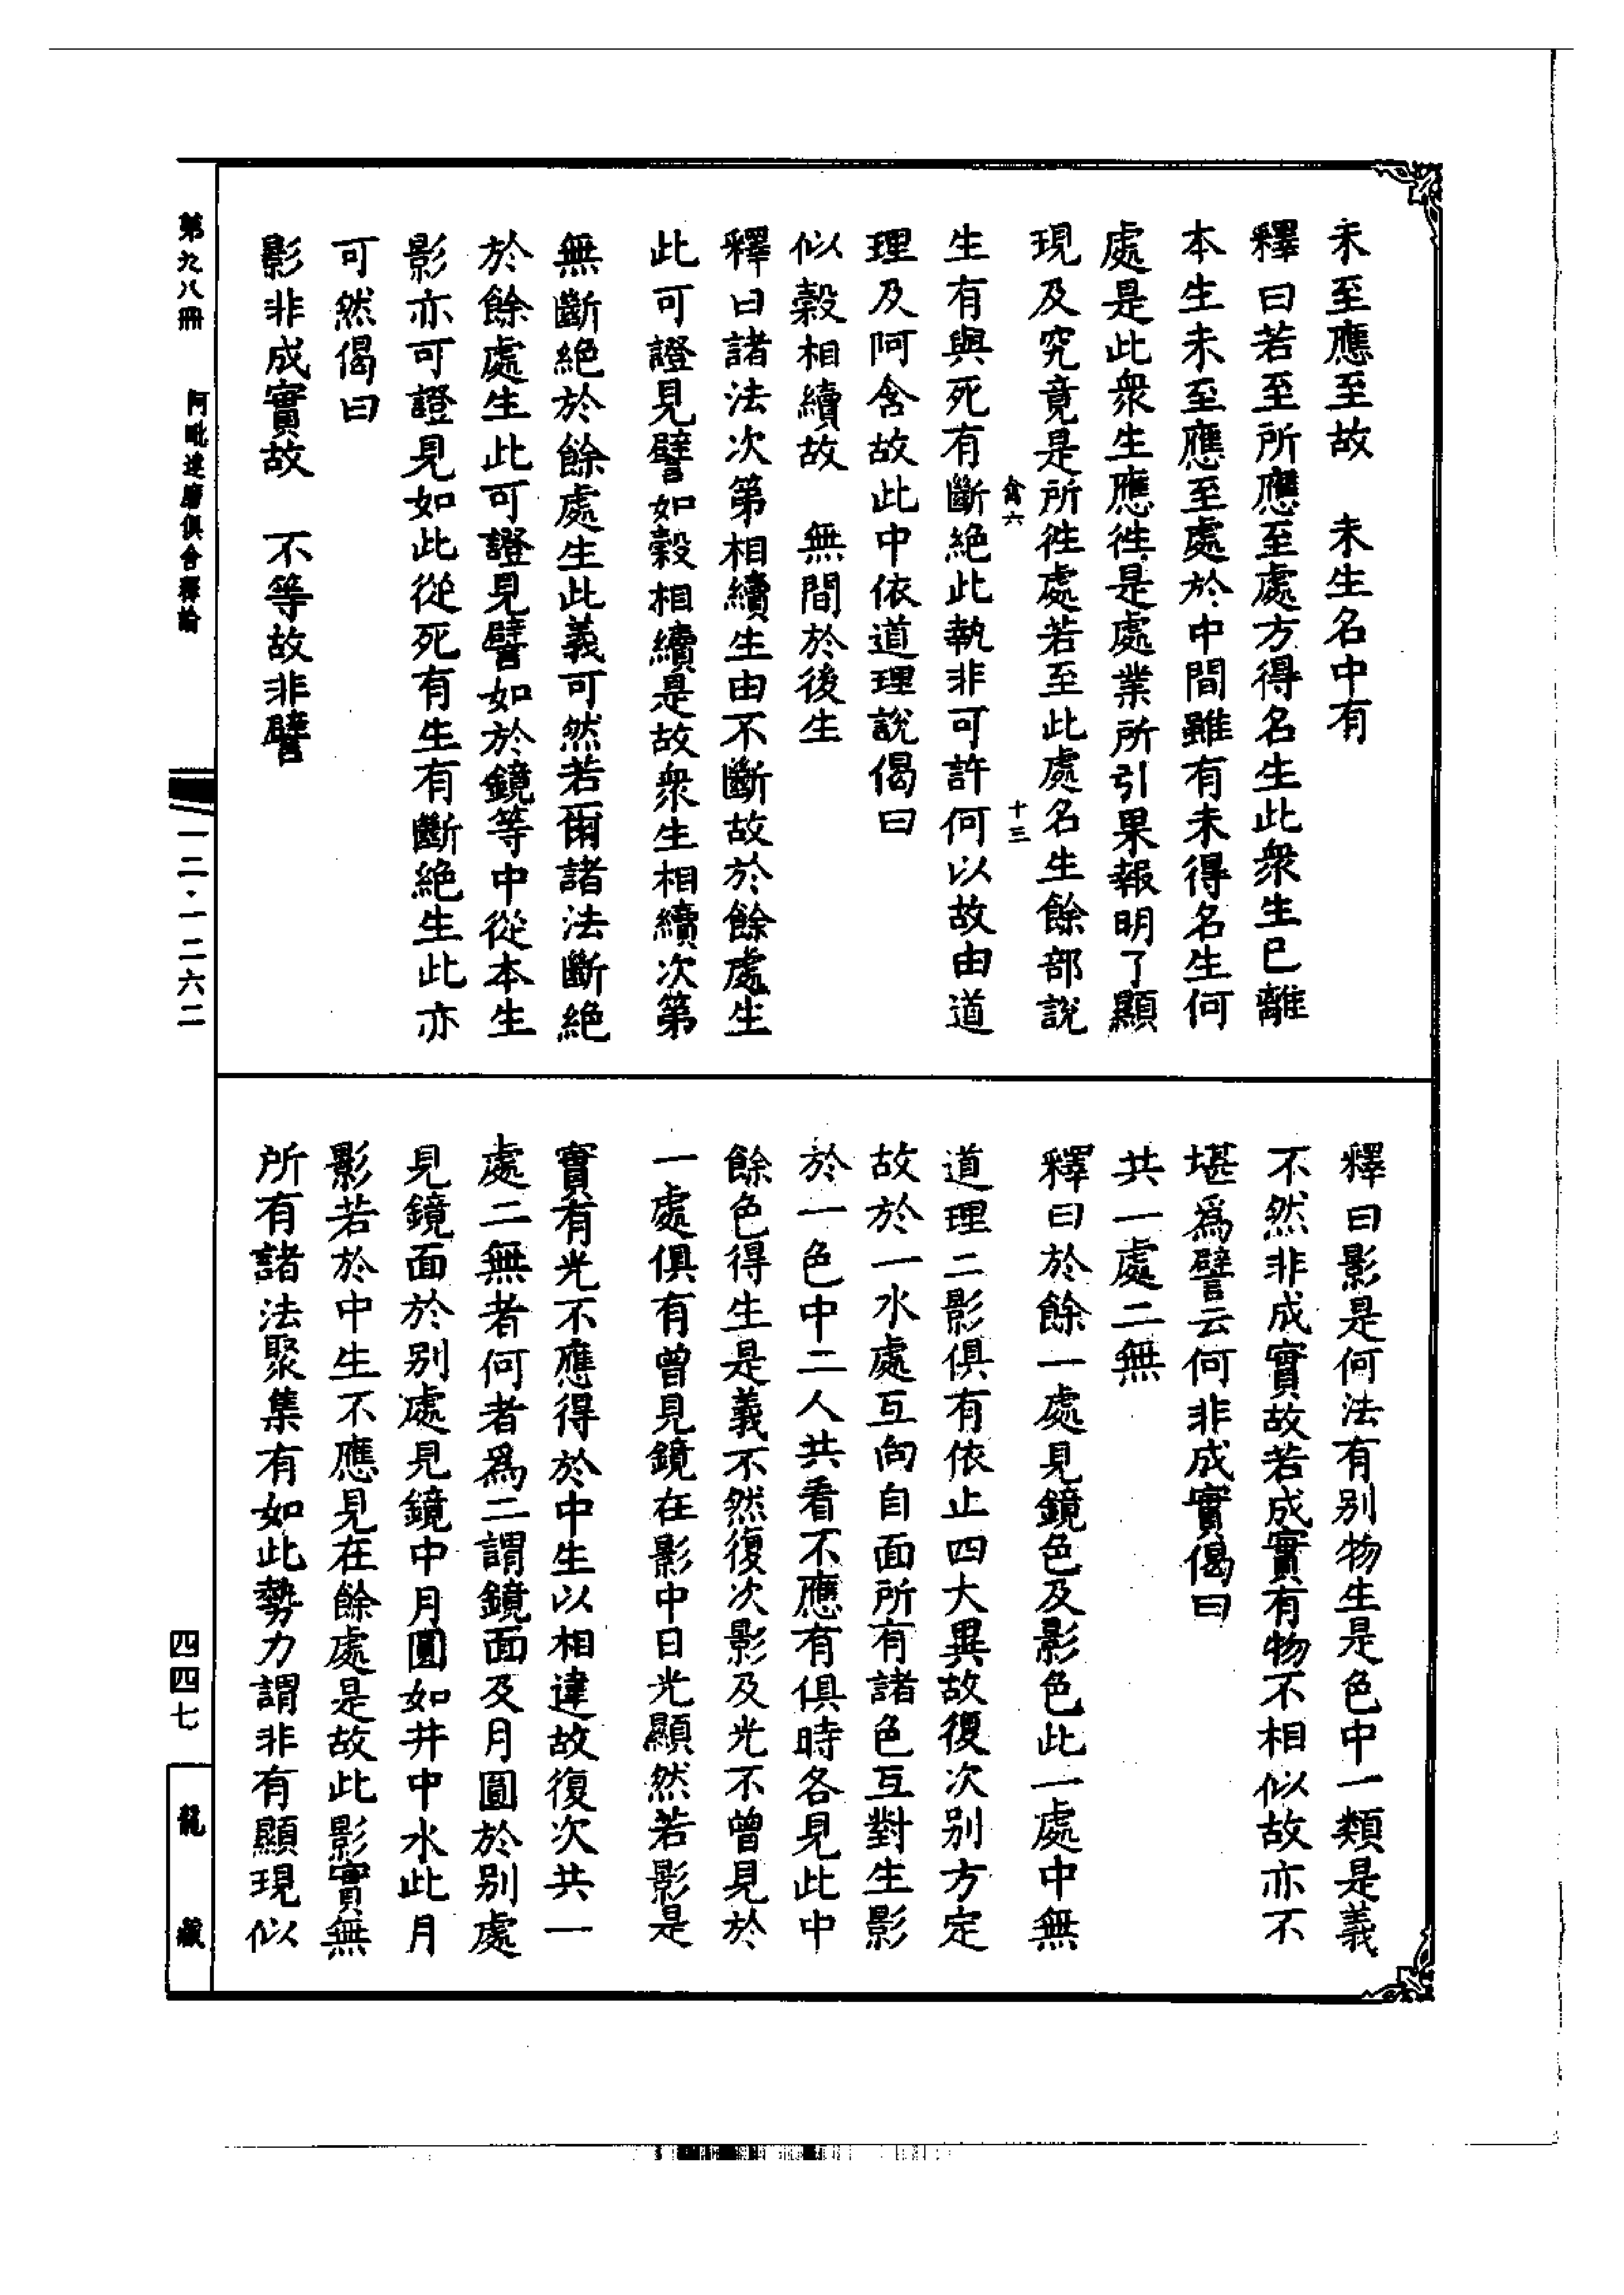 未至應至故　未生名中有
釋曰若至所應至處方得名生此衆生已離
本生未至應至處於中間雖有未得名生何
處是此衆生應徃是處業所引果報明了顯
現及究竟是所徃處若至此處名生餘部說
禽六　十三
生有與死有斷絶此執非可許何以故由道
理及阿含故此中依道理說偈曰
似穀相續故　無間於後生
釋曰諸法次第相續生由不斷故於餘處生
此可證見譬如穀相續是故衆生相續次第
無斷絶於餘處生此義可然若爾諸法斷絶
於餘處生此可證見譬如於鏡等中從本生
影亦可證見如此從死有生有斷絶生此亦
可然偈曰
影非成實故　不等故非譬
釋曰影是何法有别物生是色中一類是義
不然非成實故若成實有物不相似故亦不
堪爲譬云何非成實偈曰
共一處二無
釋曰於餘一處見鏡色及影色此一處中無
道理二影俱有依止四大異故復次别方定
故於一水處互向自面所有諸色互對生影
於一色中二人共看不應有俱時各見此中
餘色得生是義不然復次影及光不曾見於
一處俱有曾見鏡在影中日光顯然若影是
實有光不應得於中生以相違故復次共一
處二無者何者爲二謂鏡面及月圓於别處
見鏡面於别處見鏡中月圓如井中水此月
影若於中生不應見在餘處是故此影實無
所有諸法聚集有如此勢力謂非有顯現似
第九八冊　阿毗達磨俱舍釋論
一二·一二六二
四四七
龍藏